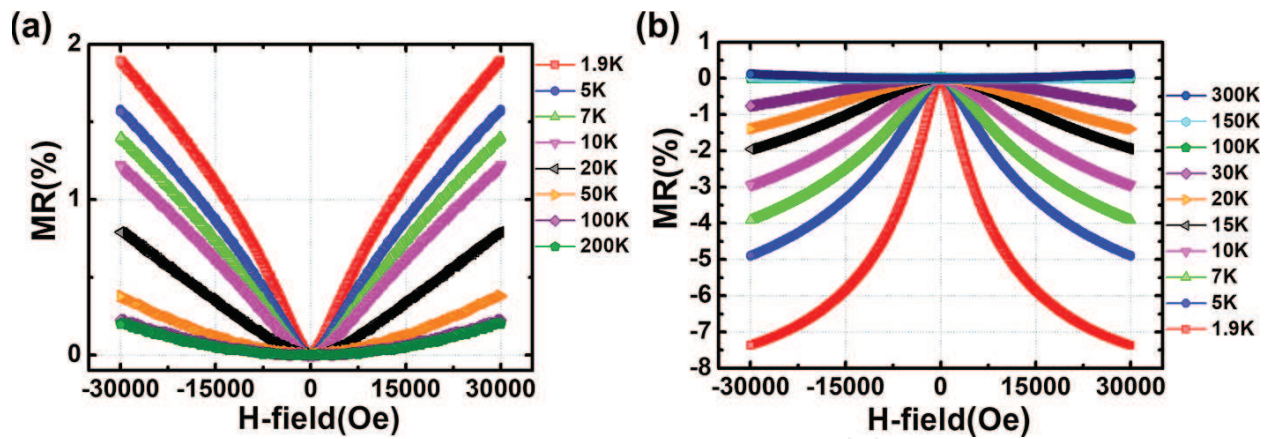 (a)
MR(%)
2
1
0
-30000 -15000 0 15000 30000
H-field(Oe)
1.9K
5K
7K
10K
20K
50K
100K
200K
(b)
MR(%)
1
0
-1
-2
-3
-4
-5
-6
-7
-8
-30000 -15000 0 15000 30000
H-field(Oe)
300K
150K
100K
30K
20K
15K
10K
7K
5K
1.9K